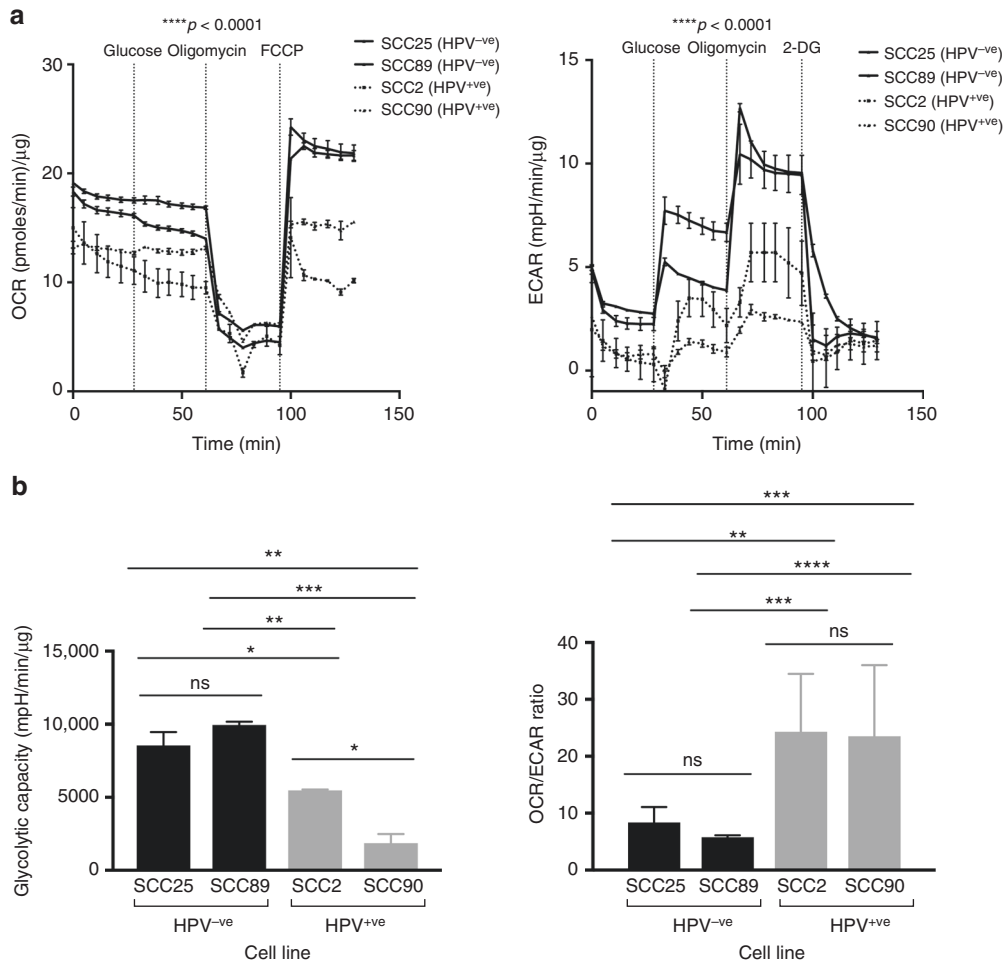 a
****p < 0.0001
Glucose Oligomycin FCCP
SCC25 (HPV–ve)
SCC89 (HPV–ve)
SCC2 (HPV+ve)
SCC90 (HPV+ve)
30
20
10
0
OCR (pmoles/min)/µg)
0 50 100 150
Time (min)
****p < 0.0001
Glucose Oligomycin 2-DG
SCC25 (HPV–ve)
SCC89 (HPV–ve)
SCC2 (HPV+ve)
SCC90 (HPV+ve)
15
10
5
0
ECAR (mpH/min/µg)
0 50 100 150
Time (min)
b
**
***
**
*
ns
*
15,000
10,000
5000
0
Glycolytic capacity (mpH/min/µg)
SCC25 SCC89 SCC2 SCC90
HPV–ve HPV+ve
Cell line
***
**
****
***
ns
ns
40
30
20
10
0
OCR/ECAR ratio
SCC25 SCC89 SCC2 SCC90
HPV–ve HPV+ve
Cell line